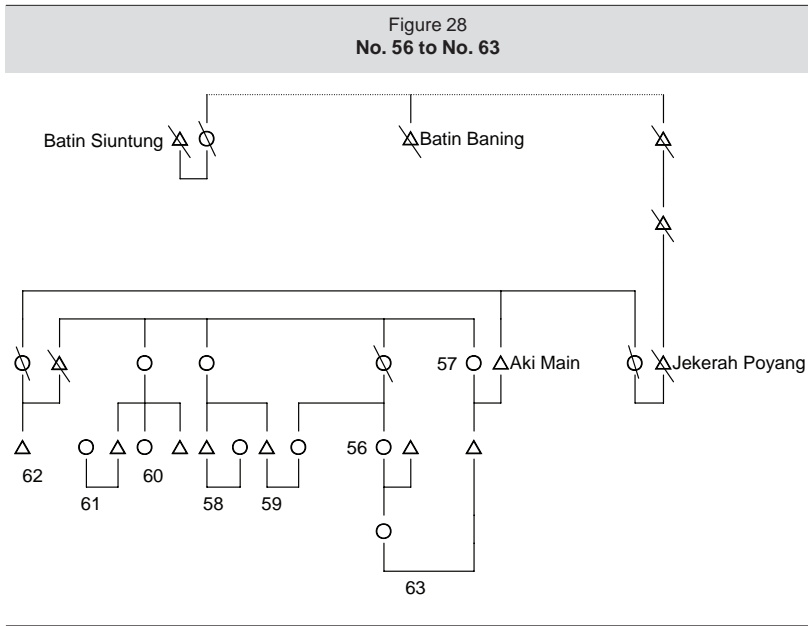 Figure 28
No. 56 to No. 63
Batin Siuntung
Batin Baning
57
Aki Main
Jekerah Poyang
56
62
60
61
58
59
63